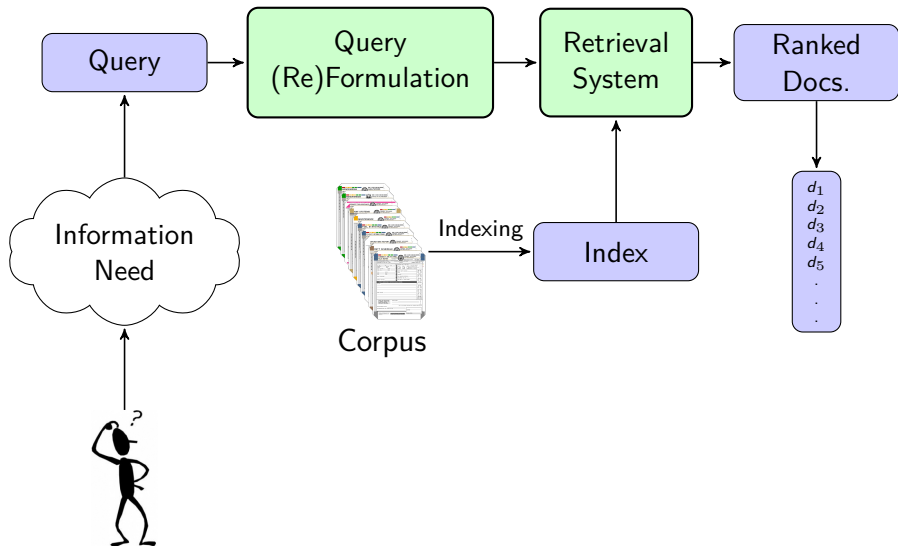 Query
Query
(Re)Formulation
Retrieval
System
Ranked
Docs.
Information
Need
Indexing
Index
Corpus
d1
d2
d3
d4
d5
.
.
.
?